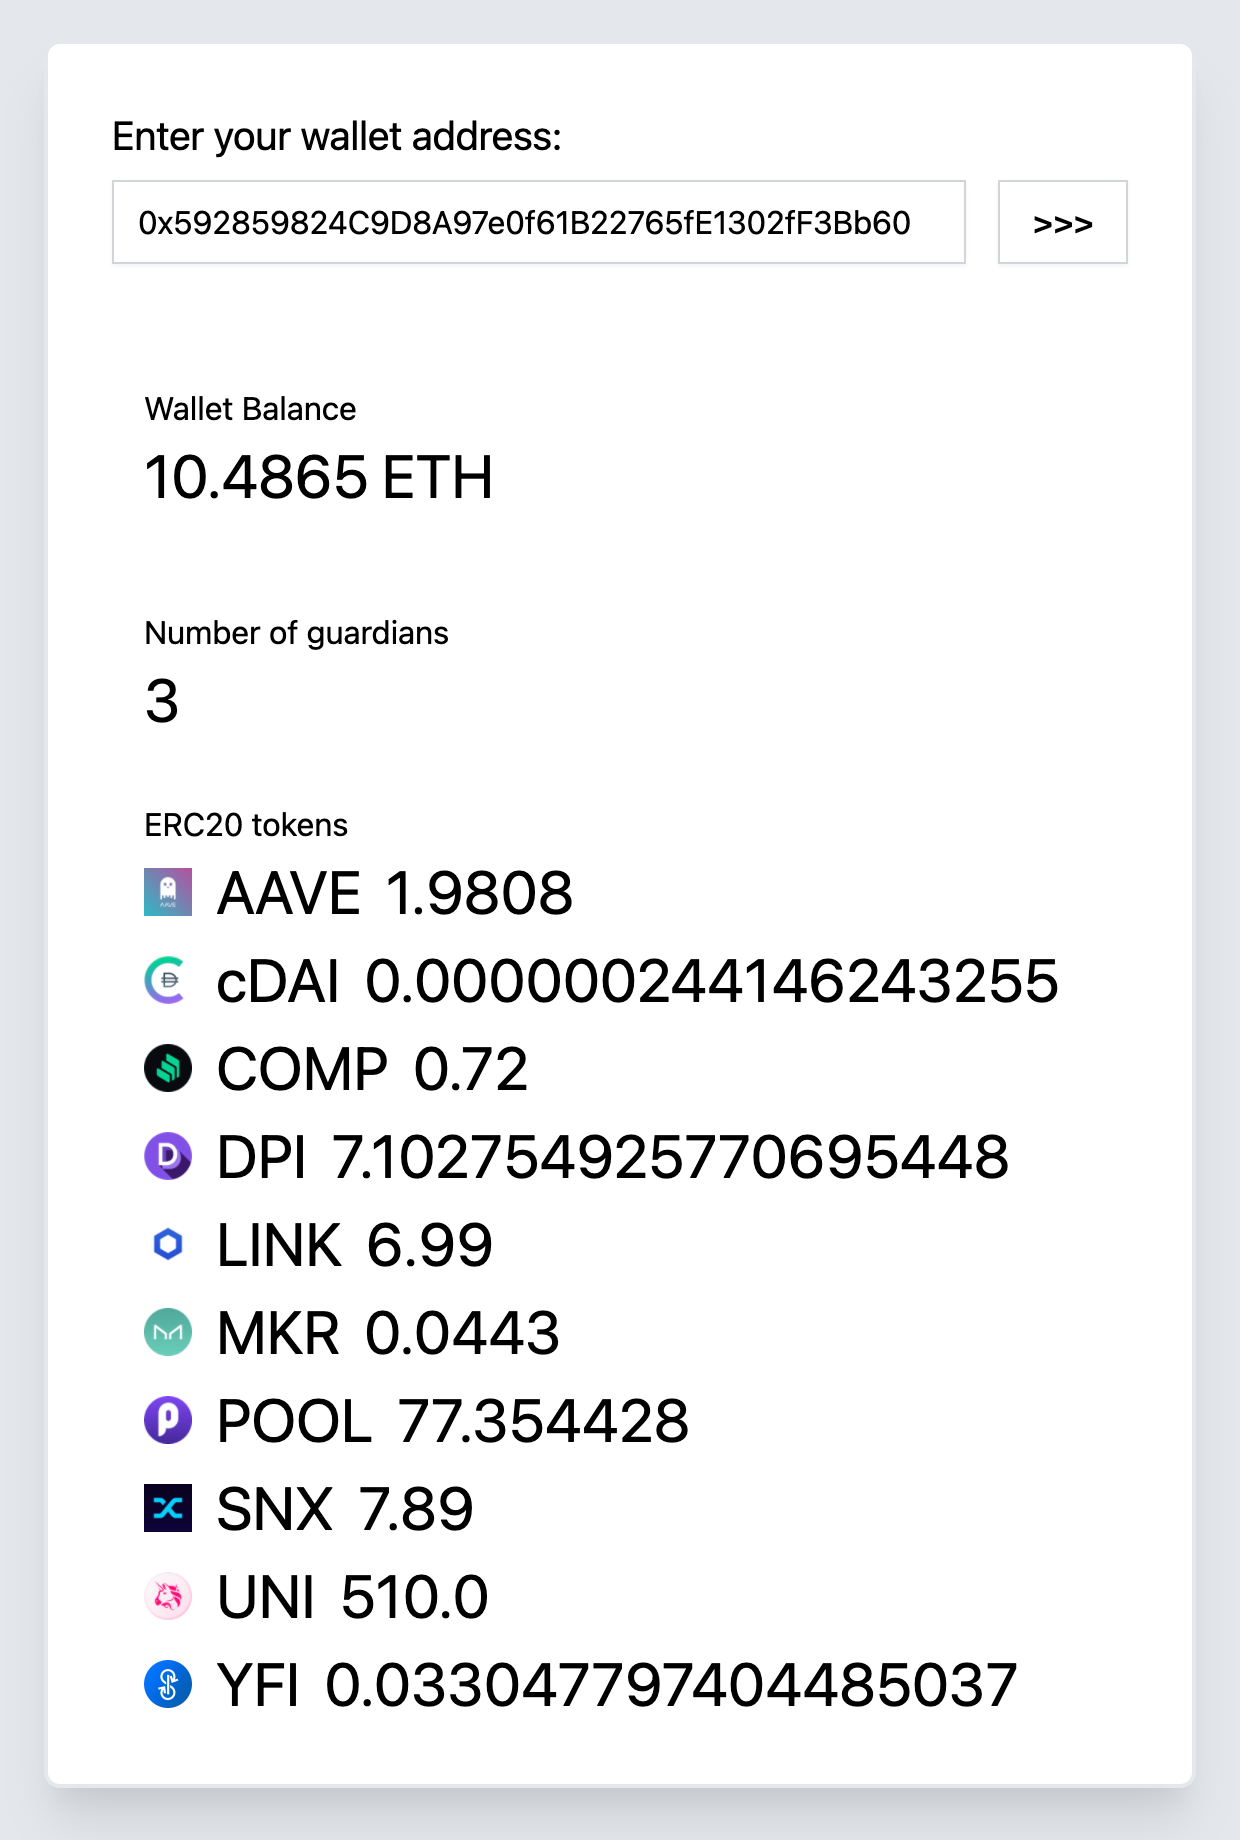 Enter your wallet address:
0x592859824C9D8A97e0f61B22765fE1302fF3Bb60 >>>
Wallet Balance
10.4865 ETH
Number of guardians
3
ERC20 tokens
AAVE AAVE 1.9808
cDAI 0.0000000244146243255
COMP 0.72
DPI 7.102754925770695448
LINK 6.99
MKR 0.0443
POOL 77.354428
SNX 7.89
UNI 510.0
YFI 0.033047797404485037